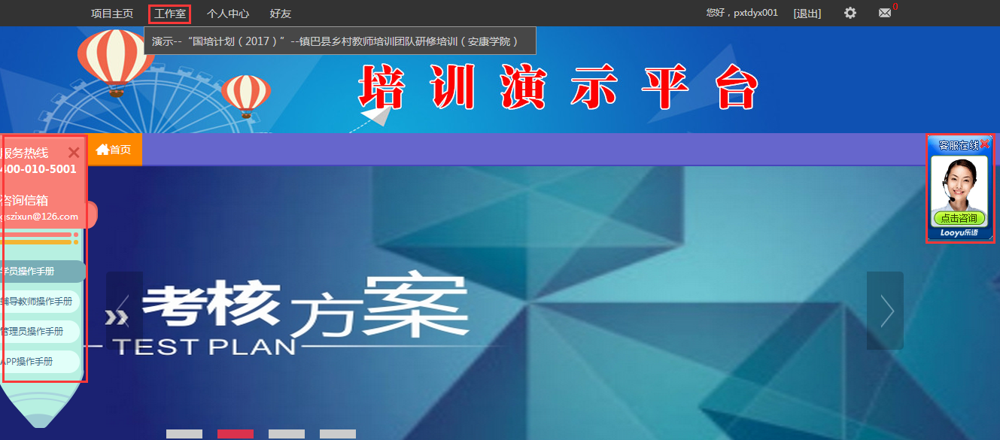 项目主页 工作室 个人中心 好友 您好，pxtdyx001 [退出] 0
演示--“国培计划（2017）”--镇巴县乡村教师培训团队研修培训（安康学院）
培训演示平台
服务热线
400-010-5001
首页
咨询信箱
gszixun@126.com
学员操作手册
辅导教师操作手册
管理员操作手册
APP操作手册
考核方案
TEST PLAN
客服在线
点击咨询
Looyu乐语